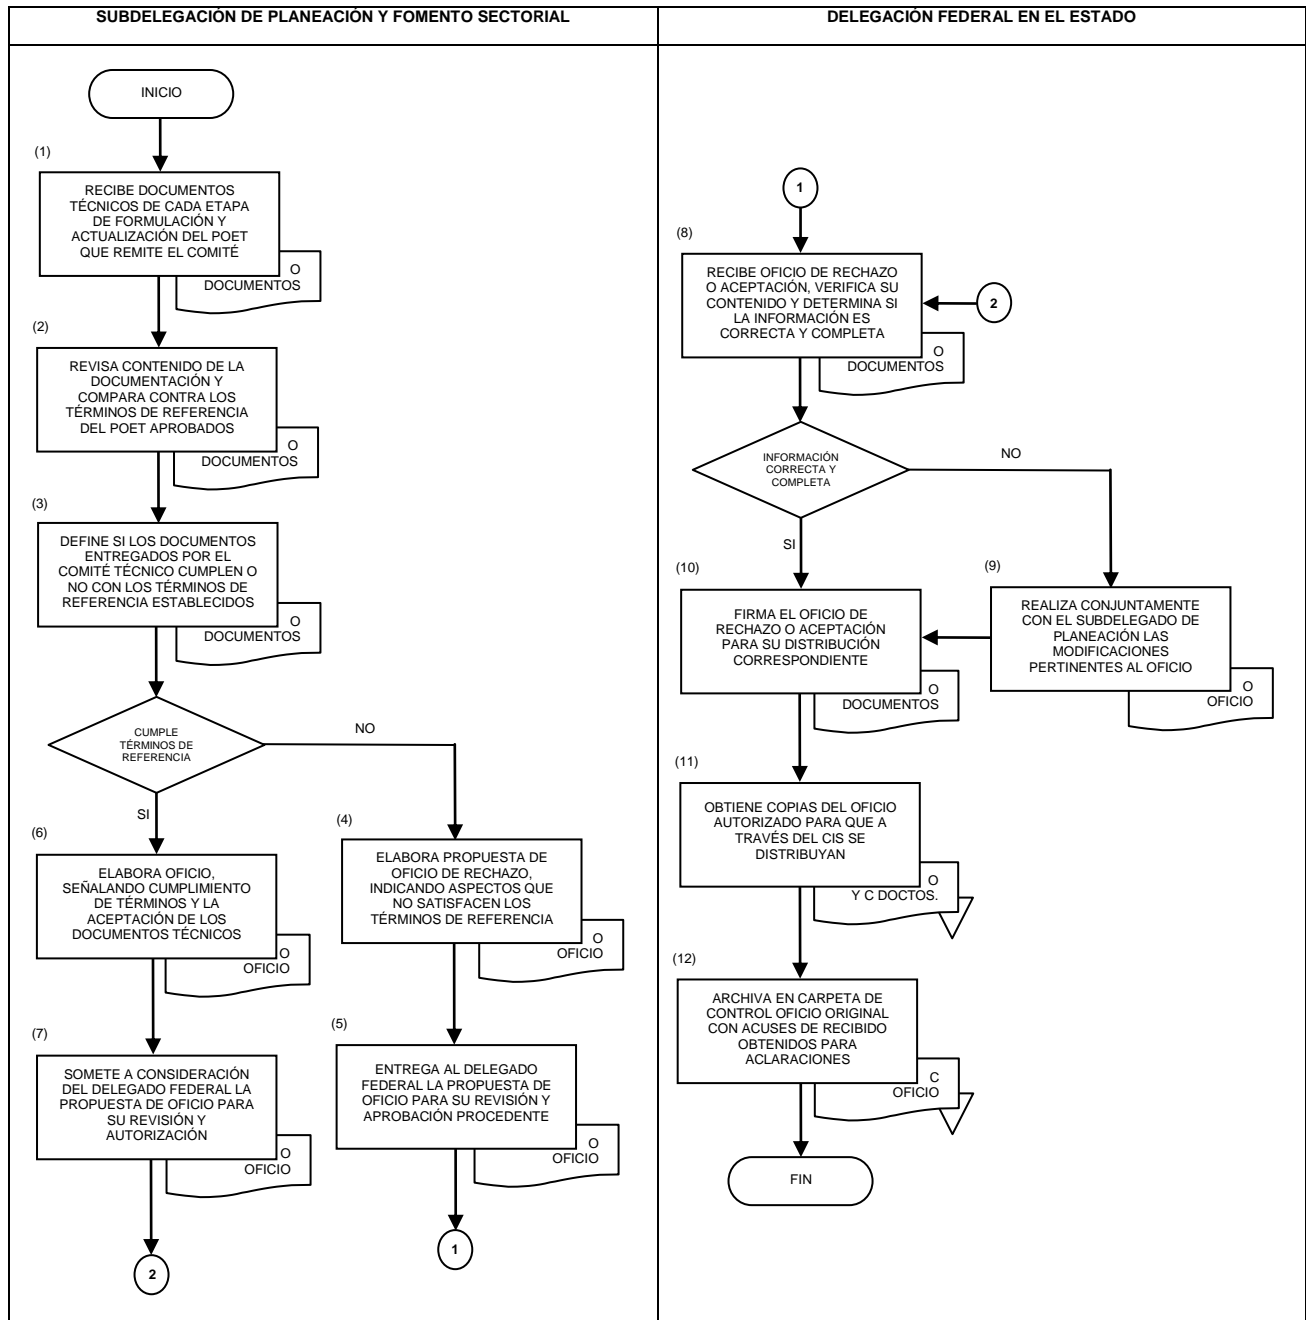 SUBDELEGACIÓN DE PLANEACIÓN Y FOMENTO SECTORIAL
INICIO
(1)
RECIBE DOCUMENTOS
TÉCNICOS DE CADA ETAPA
DE FORMULACIÓN Y
ACTUALIZACIÓN DEL POET
QUE REMITE EL COMITÉ
O
DOCUMENTOS
(2)
REVISA CONTENIDO DE LA
DOCUMENTACIÓN Y
COMPARA CONTRA LOS
TÉRMINOS DE REFERENCIA
DEL POET APROBADOS
O
DOCUMENTOS
(3)
DEFINE SI LOS DOCUMENTOS
ENTREGADOS POR EL
COMITÉ TÉCNICO CUMPLEN O
NO CON LOS TÉRMINOS DE
REFERENCIA ESTABLECIDOS
O
DOCUMENTOS
CUMPLE
TÉRMINOS DE
REFERENCIA
NO
SI
(4)
ELABORA PROPUESTA DE
OFICIO DE RECHAZO,
INDICANDO ASPECTOS QUE
NO SATISFACEN LOS
TÉRMINOS DE REFERENCIA
O
OFICIO
(5)
ENTREGA AL DELEGADO
FEDERAL LA PROPUESTA DE
OFICIO PARA SU REVISIÓN Y
APROBACIÓN PROCEDENTE
O
OFICIO
1
(6)
ELABORA OFICIO,
SEÑALANDO CUMPLIMIENTO
DE TÉRMINOS Y LA
ACEPTACIÓN DE LOS
DOCUMENTOS TÉCNICOS
O
OFICIO
(7)
SOMETE A CONSIDERACIÓN
DEL DELEGADO FEDERAL LA
PROPUESTA DE OFICIO PARA
SU REVISIÓN Y
AUTORIZACIÓN
O
OFICIO
2
DELEGACIÓN FEDERAL EN EL ESTADO
1
(8)
RECIBE OFICIO DE RECHAZO
O ACEPTACIÓN, VERIFICA SU
CONTENIDO Y DETERMINA SI
LA INFORMACIÓN ES
CORRECTA Y COMPLETA
2
O
DOCUMENTOS
INFORMACIÓN
CORRECTA Y
COMPLETA
NO
SI
(9)
REALIZA CONJUNTAMENTE
CON EL SUBDELEGADO DE
PLANEACIÓN LAS
MODIFICACIONES
PERTINENTES AL OFICIO
O
OFICIO
(10)
FIRMA EL OFICIO DE
RECHAZO O ACEPTACIÓN
PARA SU DISTRIBUCIÓN
CORRESPONDIENTE
O
DOCUMENTOS
(11)
OBTIENE COPIAS DEL OFICIO
AUTORIZADO PARA QUE A
TRAVÉS DEL CIS SE
DISTRIBUYAN
O
Y C DOCTOS.
(12)
ARCHIVA EN CARPETA DE
CONTROL OFICIO ORIGINAL
CON ACUSES DE RECIBIDO
OBTENIDOS PARA
ACLARACIONES
C
OFICIO
FIN